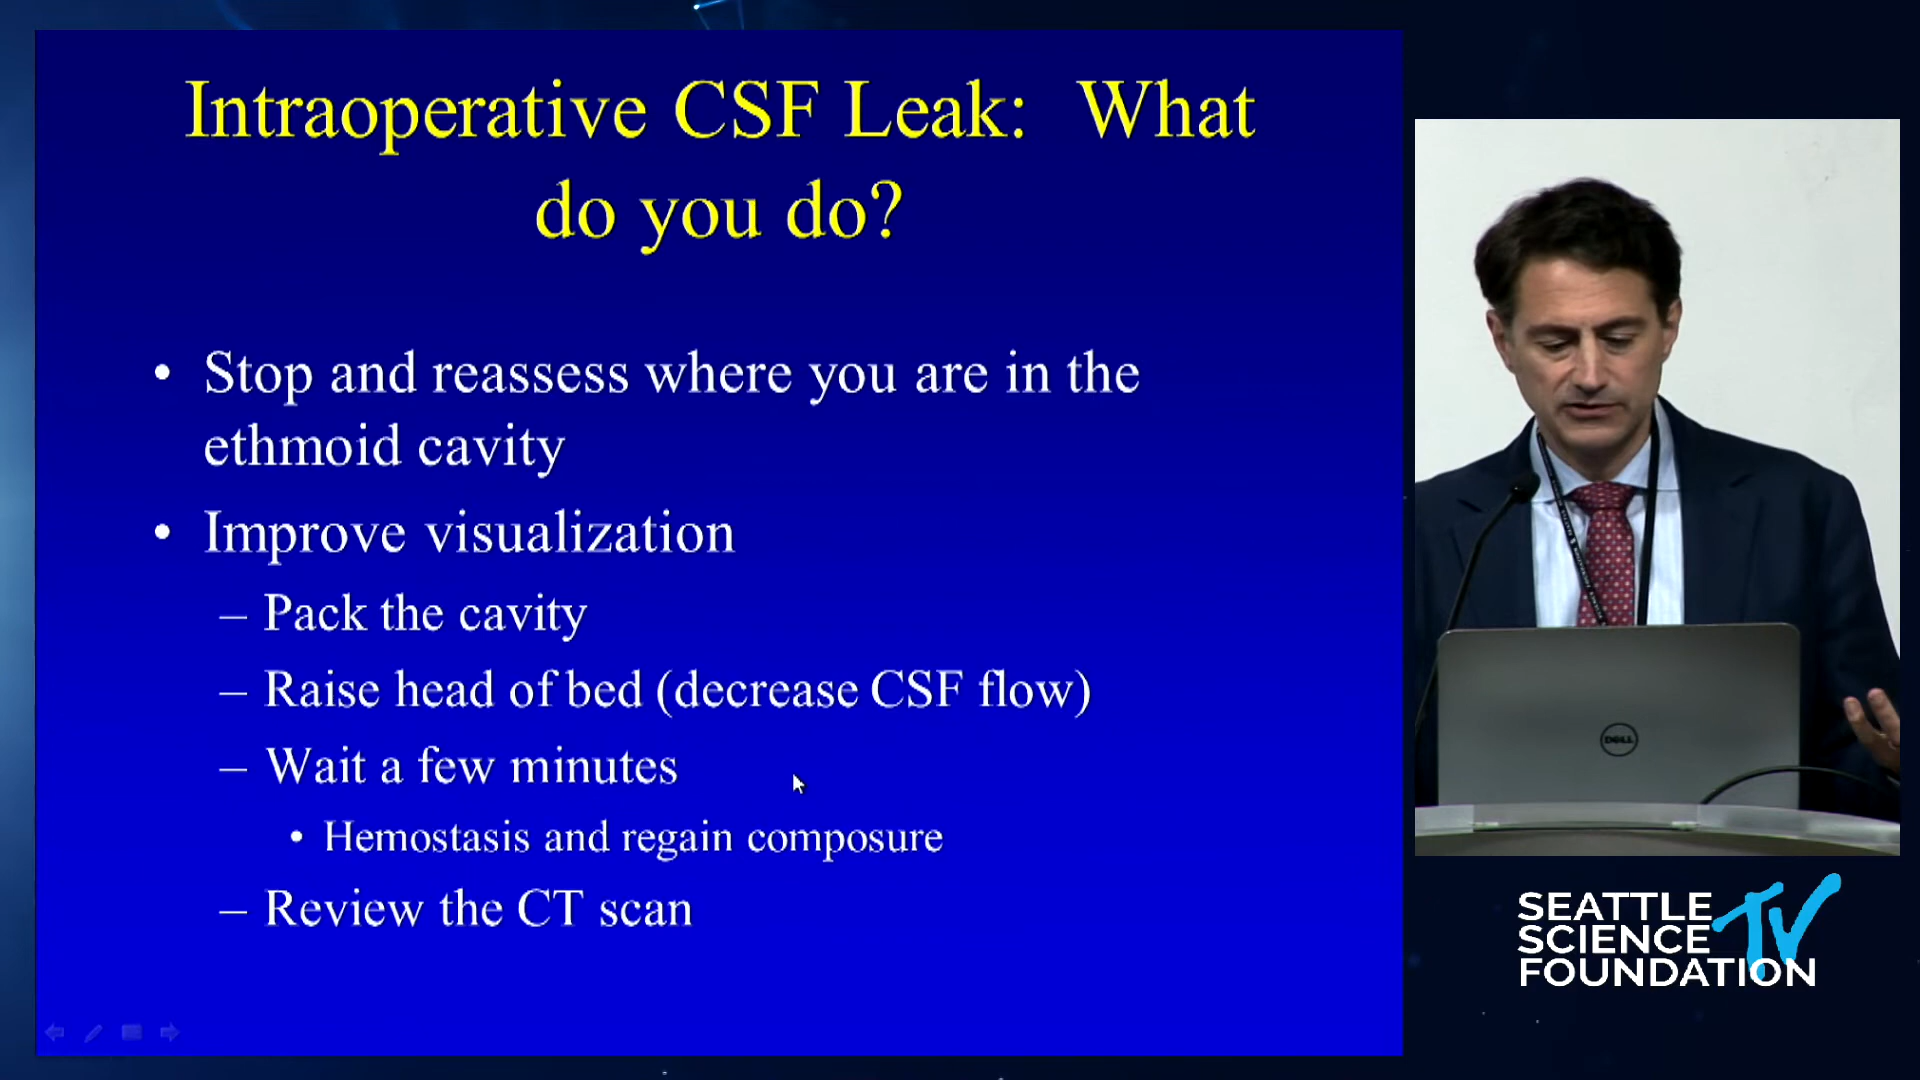 Intraoperative CSF Leak: What
do you do?
• Stop and reassess where you are in the
ethmoid cavity
• Improve visualization
– Pack the cavity
– Raise head of bed (decrease CSF flow)
– Wait a few minutes
• Hemostasis and regain composure
– Review the CT scan
DELL
SEATTLE
SCIENCE
FOUNDATION
TV